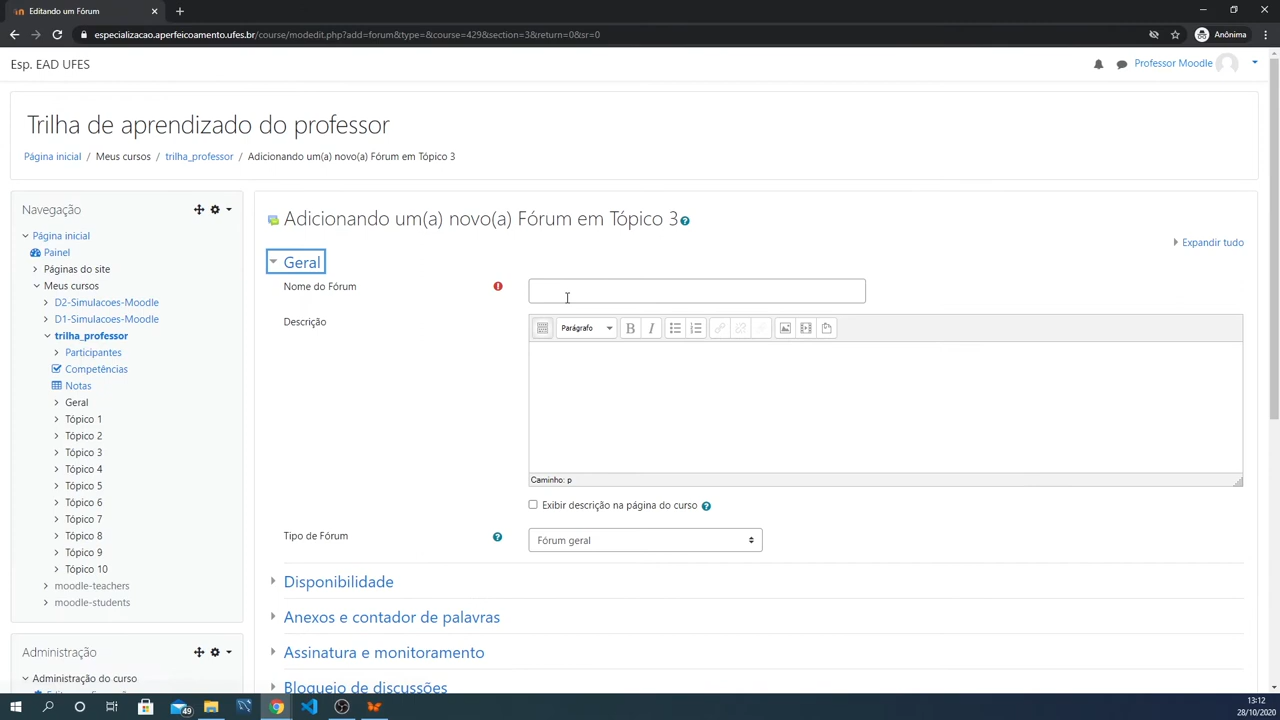 Editando um Fórum
especializacao.aperfeicoamento.ufes.br/course/modedit.php?add=forum&type=&course=429&section=3&return=0&sr=0
Anônima
Esp. EAD UFES
Professor Moodle
Trilha de aprendizado do professor
Página inicial / Meus cursos / trilha_professor / Adicionando um(a) novo(a) Fórum em Tópico 3
Navegação
Página inicial
Painel
Páginas do site
Meus cursos
D2-Simulacoes-Moodle
D1-Simulacoes-Moodle
trilha_professor
Participantes
Competências
Notas
Geral
Tópico 1
Tópico 2
Tópico 3
Tópico 4
Tópico 5
Tópico 6
Tópico 7
Tópico 8
Tópico 9
Tópico 10
moodle-teachers
moodle-students
Administração
Administração do curso
Adicionando um(a) novo(a) Fórum em Tópico 3
Expandir tudo
Geral
Nome do Fórum
Descrição
Parágrafo
B I
Caminho: p
Exibir descrição na página do curso
Tipo de Fórum
Fórum geral
Disponibilidade
Anexos e contador de palavras
Assinatura e monitoramento
Bloqueio de discussões
49
13:12
28/10/2020